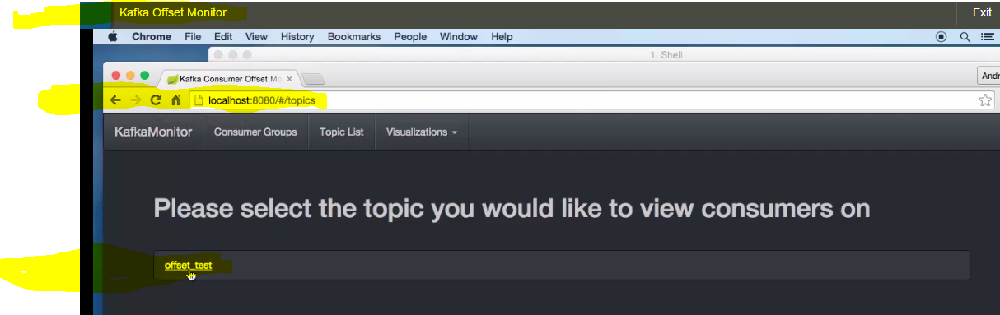 Kafka Offset Monitor Exit
Chrome File Edit View History Bookmarks People Window Help
1. Shell
Kafka Consumer Offset Mo Andr
localhost:8080/#/topics
KafkaMonitor Consumer Groups Topic List Visualizations
Please select the topic you would like to view consumers on
offset_test